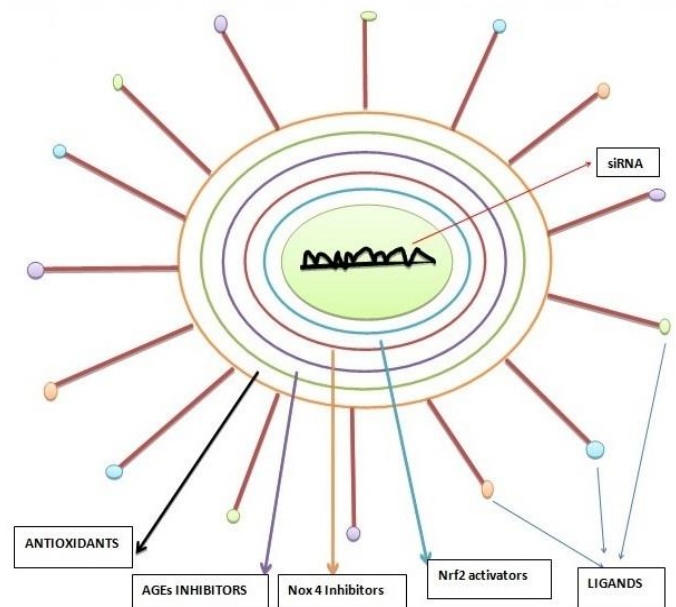 siRNA
ANTIOXIDANTS
AGEs INHIBITORS
Nox 4 Inhibitors
Nrf2 activators
LIGANDS